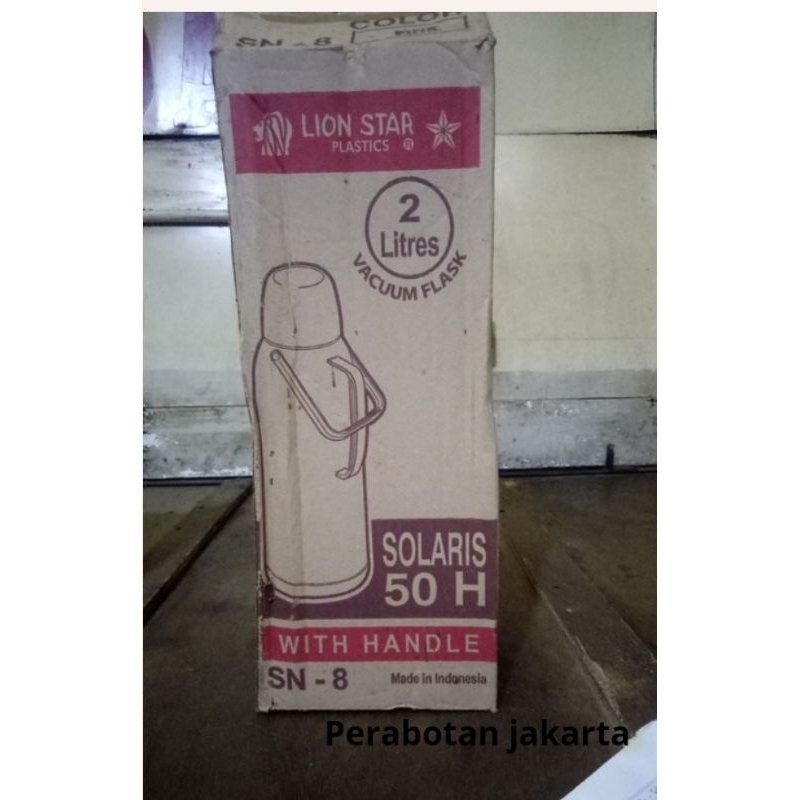 COLOR
SN - 8
PINK
LION STAR
PLASTICS ®
2
Litres
VACUUM FLASK
SOLARIS
50 H
WITH HANDLE
SN - 8
Made in Indonesia
Perabotan jakarta